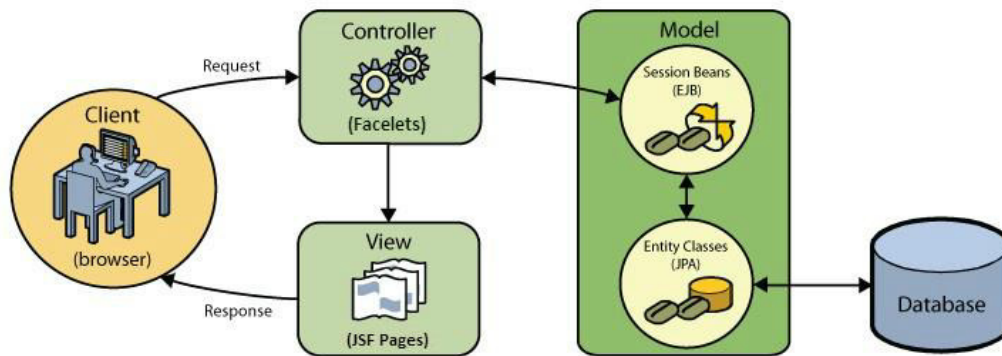 Client
(browser)
Request
Controller
(Facelets)
View
(JSF Pages)
Response
Model
Session Beans
(EJB)
Entity Classes
(JPA)
Database